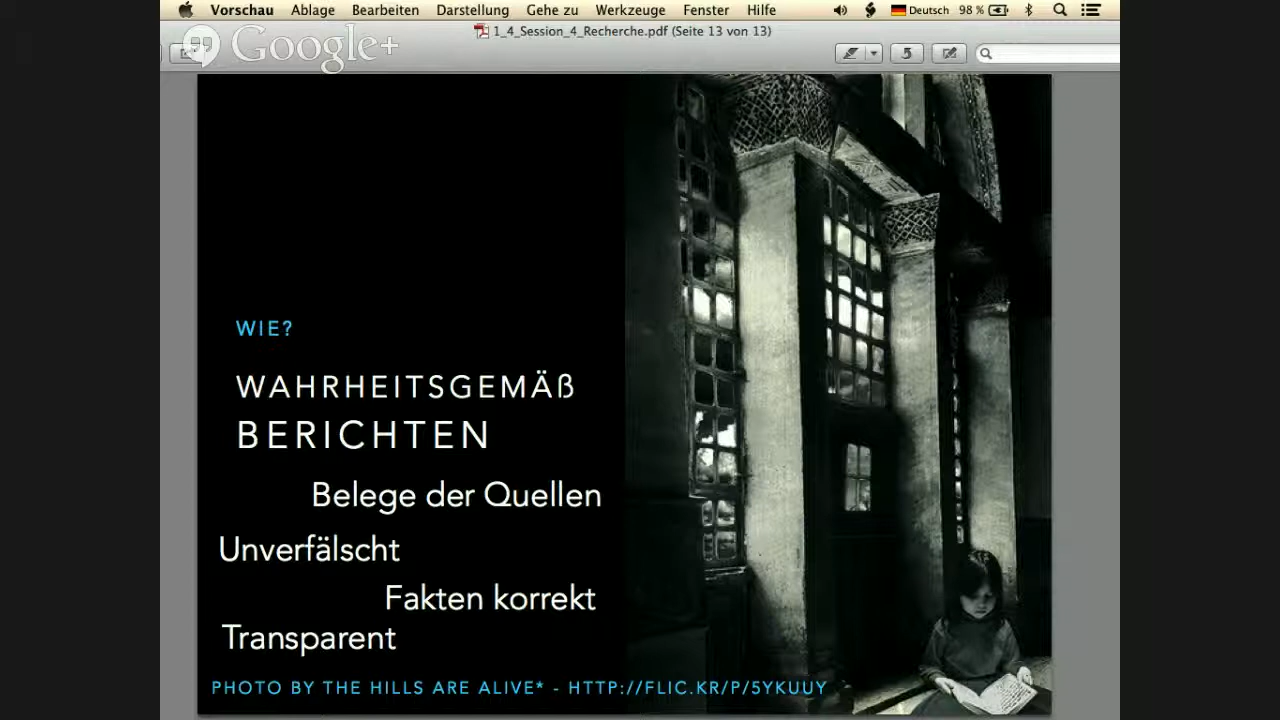 Vorschau Ablage Bearbeiten Darstellung Gehe zu Werkzeuge Fenster Hilfe Deutsch 98 %
1_4_Session_4_Recherche.pdf (Seite 13 von 13)
Google+
WIE?
WAHRHEITSGEMÄß
BERICHTEN
Belege der Quellen
Unverfälscht
Fakten korrekt
Transparent
PHOTO BY THE HILLS ARE ALIVE* - HTTP://FLIC.KR/P/5YKUUY